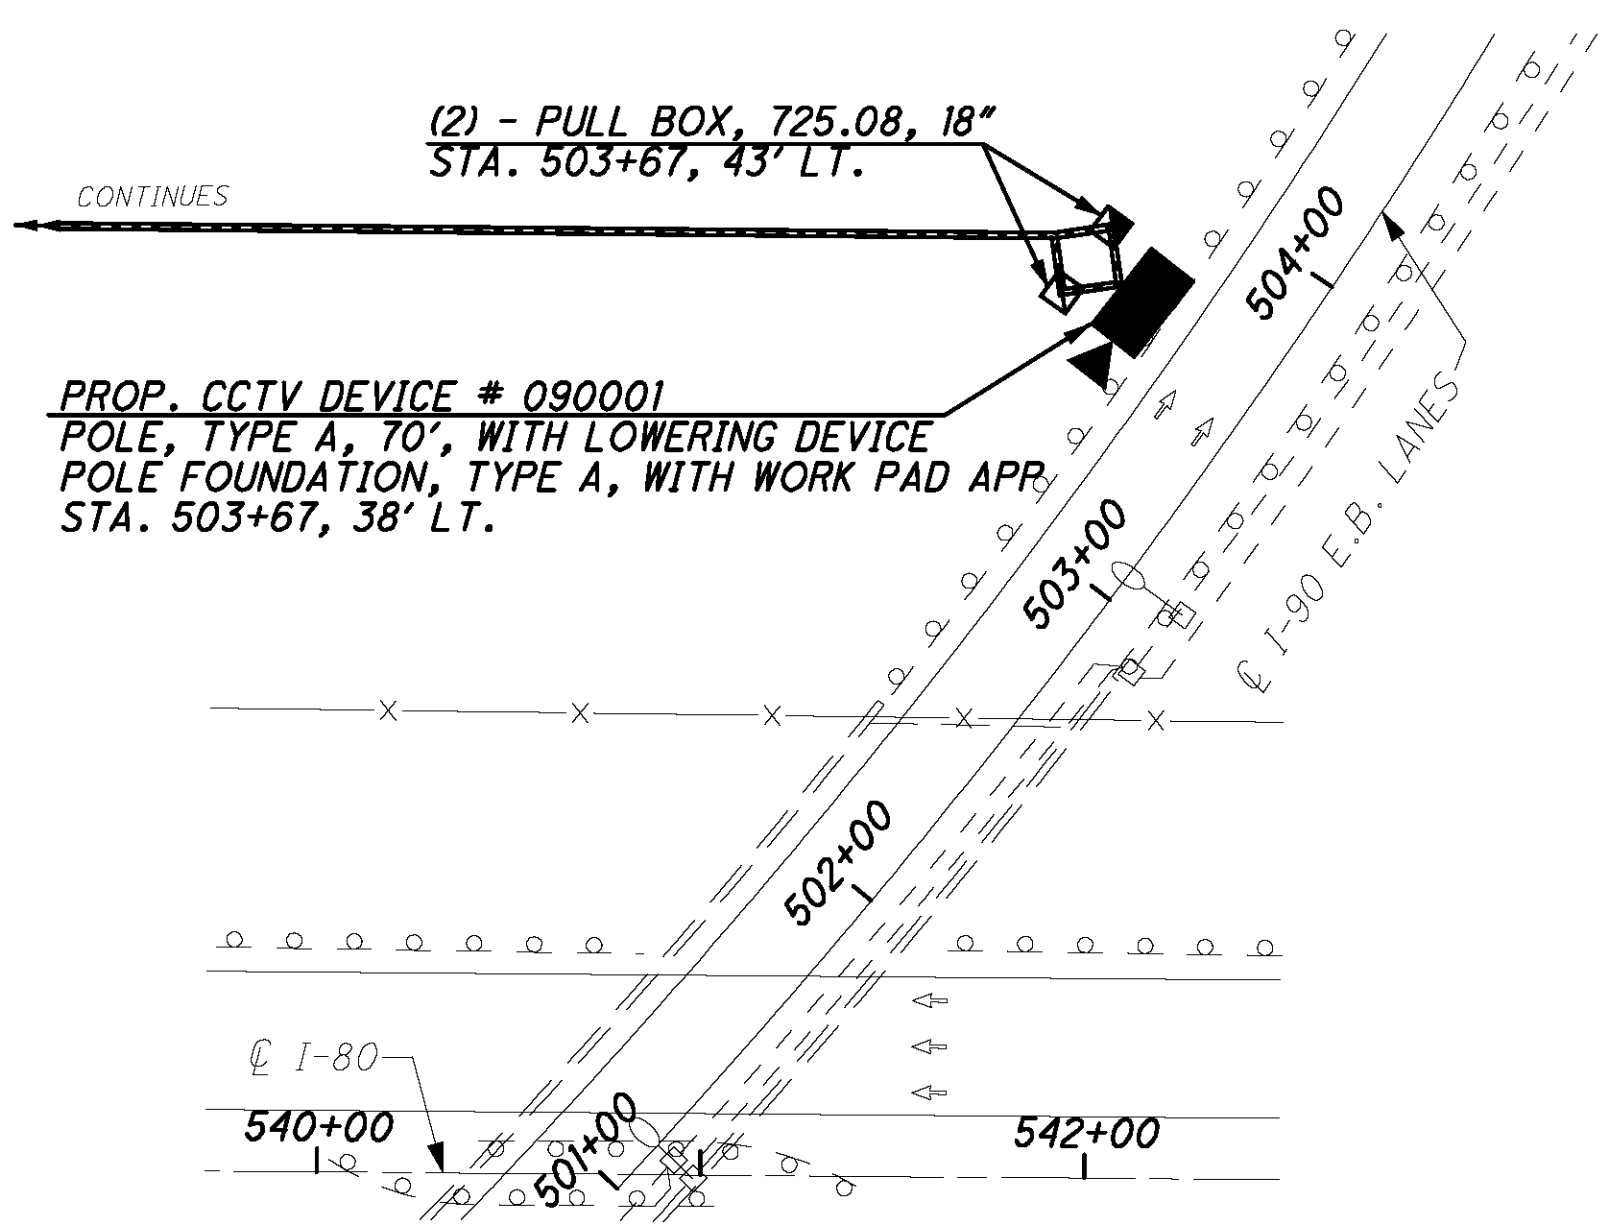 (2) - PULL BOX, 725.08, 18"
STA. 503+67, 43' LT.
CONTINUES
504+00
PROP. CCTV DEVICE # 090001
POLE, TYPE A, 70', WITH LOWERING DEVICE
POLE FOUNDATION, TYPE A, WITH WORK PAD APP
STA. 503+67, 38' LT.
503+00
℄ I-90 E.B. LANES
X X X X X
502+00
℄ I-80
540+00
501+00
542+00